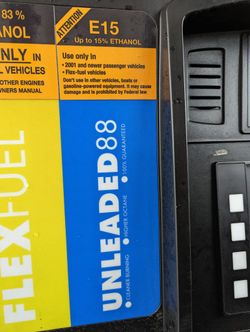 83 %
ANOL
ONLY IN
VEHICLES
OTHER ENGINES
OWNERS MANUAL
ATTENTION
E15
Up to 15% ETHANOL
Use only in
• 2001 and newer passenger vehicles
• Flex-fuel vehicles
Don't use in other vehicles, boats or
gasoline-powered equipment. It may cause
damage and is prohibited by Federal law
FLEXFUEL
UNLEADED88
CLEANER BURNING
HIGHER OCTANE
100% GUARANTEED